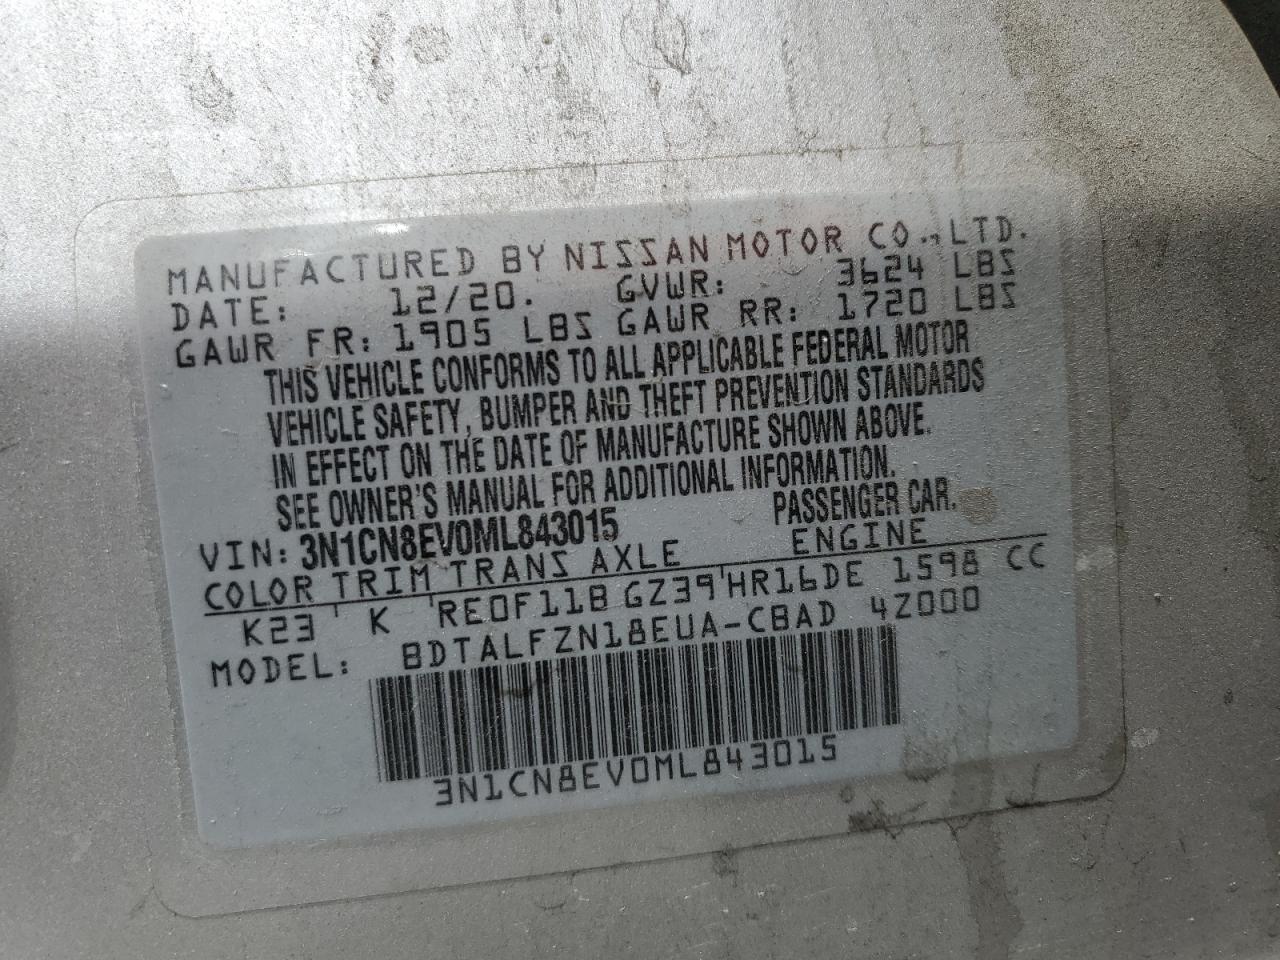 MANUFACTURED BY NISSAN MOTOR CO., LTD.
DATE: 12/20. GVWR: 3624 LBS
GAWR FR: 1905 LBS GAWR RR: 1720 LBS
THIS VEHICLE CONFORMS TO ALL APPLICABLE FEDERAL MOTOR
VEHICLE SAFETY, BUMPER AND THEFT PREVENTION STANDARDS
IN EFFECT ON THE DATE OF MANUFACTURE SHOWN ABOVE.
SEE OWNER'S MANUAL FOR ADDITIONAL INFORMATION.
VIN: 3N1CN8EV0ML843015 PASSENGER CAR.
COLOR TRIM TRANS AXLE ENGINE
K23 K RE0F11B GZ39 HR16DE 1598 CC
MODEL: BDTALFZN18EUA-CBAD 4Z000
3N1CN8EV0ML843015